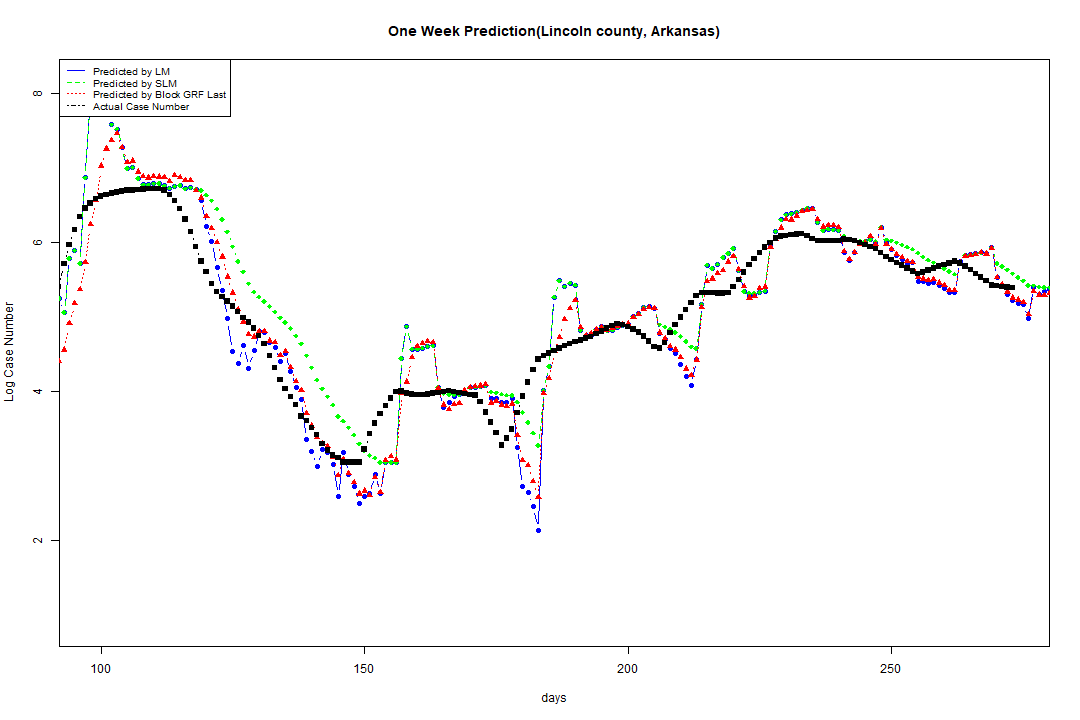 One Week Prediction(Lincoln county, Arkansas)
Predicted by LM
Predicted by SLM
Predicted by Block GRF Last
Actual Case Number
8
6
4
2
Log Case Number
100 150 200 250
days